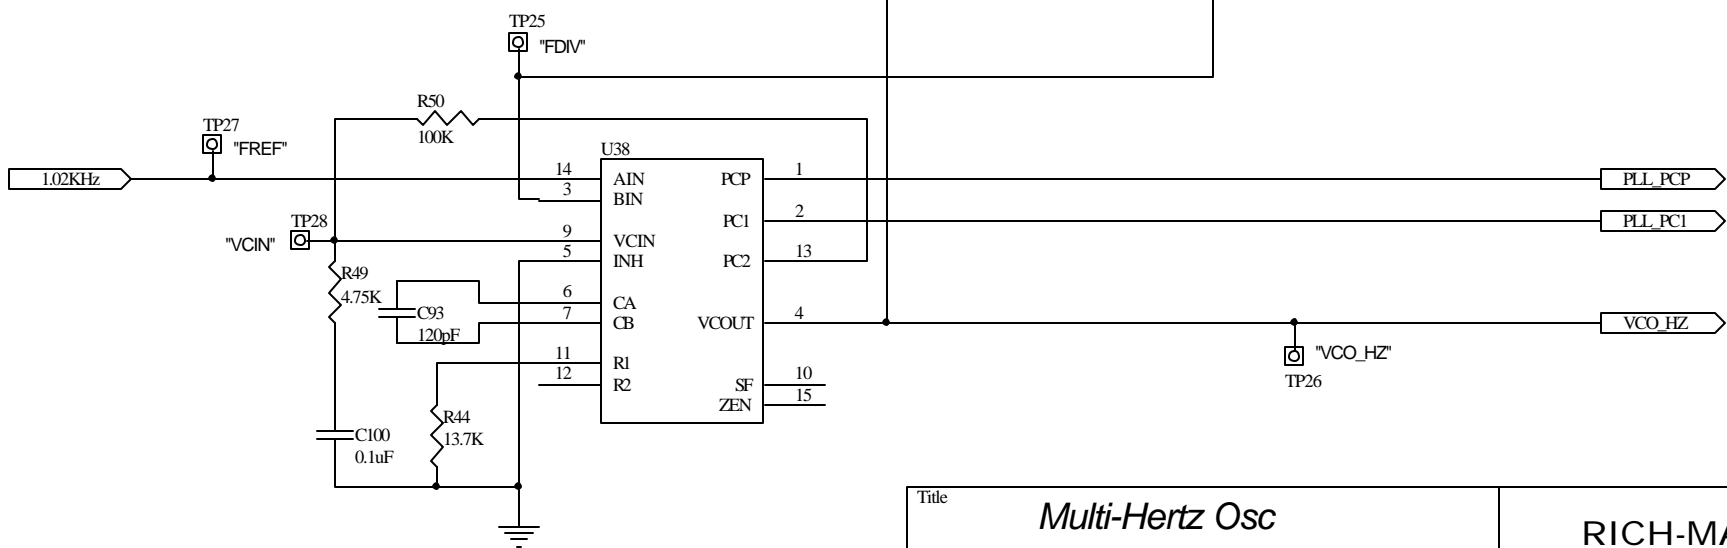 TP25
"FDIV"
R50
100K
TP27
"FREF"
1.02KHz
U38
14 AIN PCP 1 PLL_PCP
3 BIN
PC1 2 PLL_PC1
TP28
"VCIN"
9 VCIN
5 INH PC2 13
R49
4.75K
6 CA
C93
120pF
7 CB VCOUT 4 VCO_HZ
"VCO_HZ"
TP26
11 R1
12 R2 SF 10
ZEN 15
R44
13.7K
C100
0.1uF
Title
Multi-Hertz Osc
RICH-MA